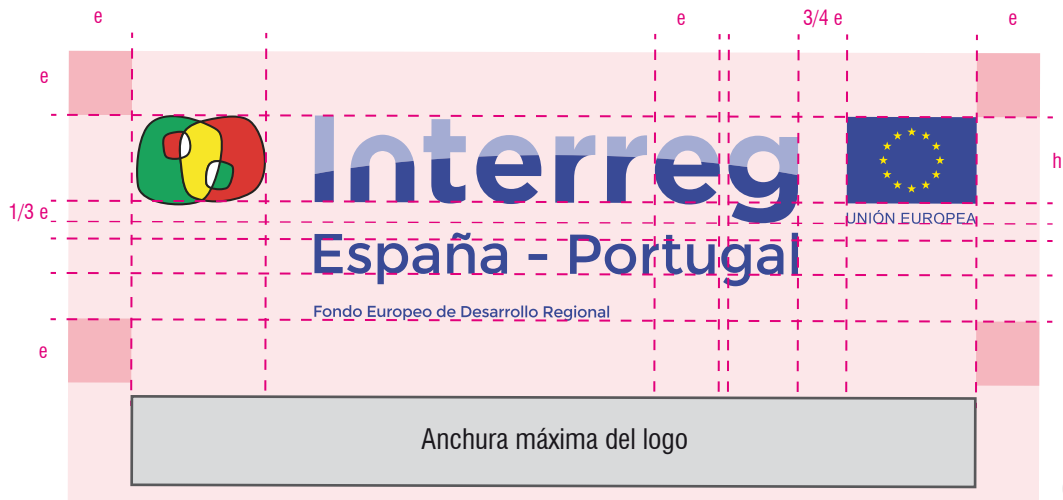 e e 3/4 e e
e
Interreg
h
1/3 e
UNIÓN EUROPEA
España - Portugal
Fondo Europeo de Desarrollo Regional
e
Anchura máxima del logo